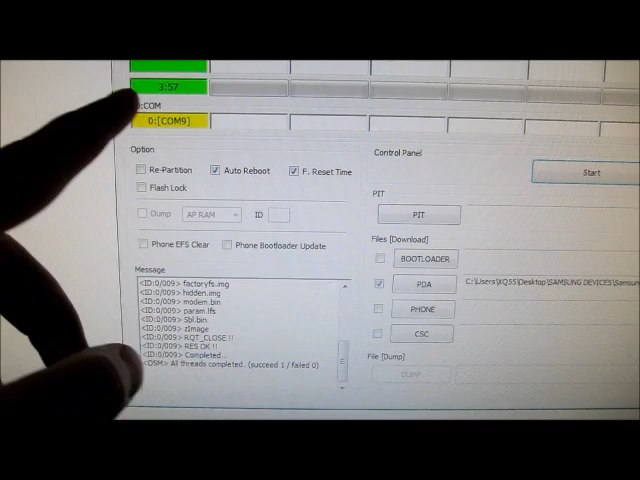 3:57
:COM
0:[COM9]
Option
Re-Partition
Auto Reboot
F. Reset Time
Flash Lock
Dump
AP RAM
ID
Phone EFS Clear
Phone Bootloader Update
Message
<ID:0/009> factoryfs.img
<ID:0/009> hidden.img
<ID:0/009> modem.bin
<ID:0/009> param.lfs
<ID:0/009> Sbl.bin
<ID:0/009> zImage
<ID:0/009> RQT_CLOSE !!
<ID:0/009> RES OK !!
<ID:0/009> Completed..
<OSM> All threads completed. (succeed 1 / failed 0)
Control Panel
Start
PIT
PIT
Files [Download]
BOOTLOADER
PDA
C:\Users\XQ55\Desktop\SAMSUNG DEVICES\Samsun
PHONE
CSC
File [Dump]
DUMP